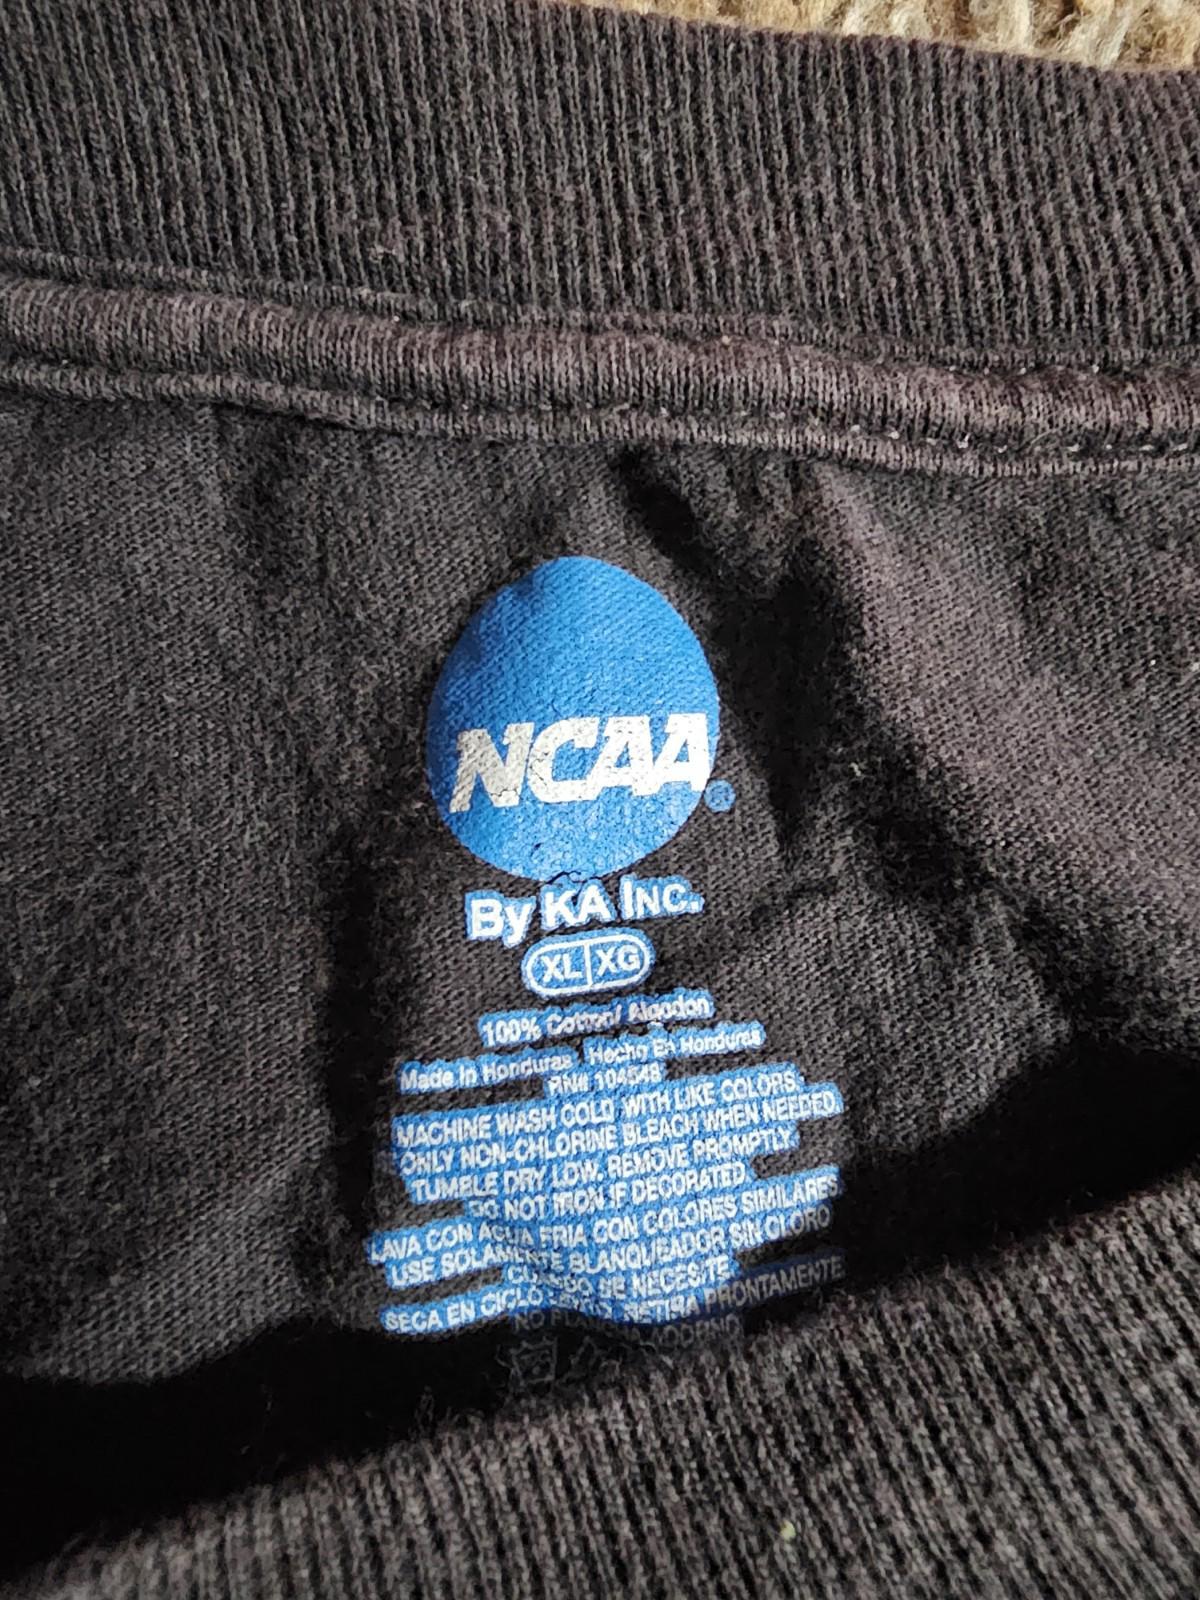 NCAA®
By KA INC.
XL XG
100% Cotton/ Algodon
Made In Honduras Hecho En Honduras
RN# 104548
MACHINE WASH COLD WITH LIKE COLORS.
ONLY NON-CHLORINE BLEACH WHEN NEEDED.
TUMBLE DRY LOW. REMOVE PROMPTLY.
DO NOT IRON IF DECORATED.
LAVA CON AGUA FRIA CON COLORES SIMILARES.
USE SOLAMENTE BLANQUEADOR SIN CLORO
CUANDO SE NECESITE.
SECA EN CICLO RETIRA PRONTAMENTE
NO